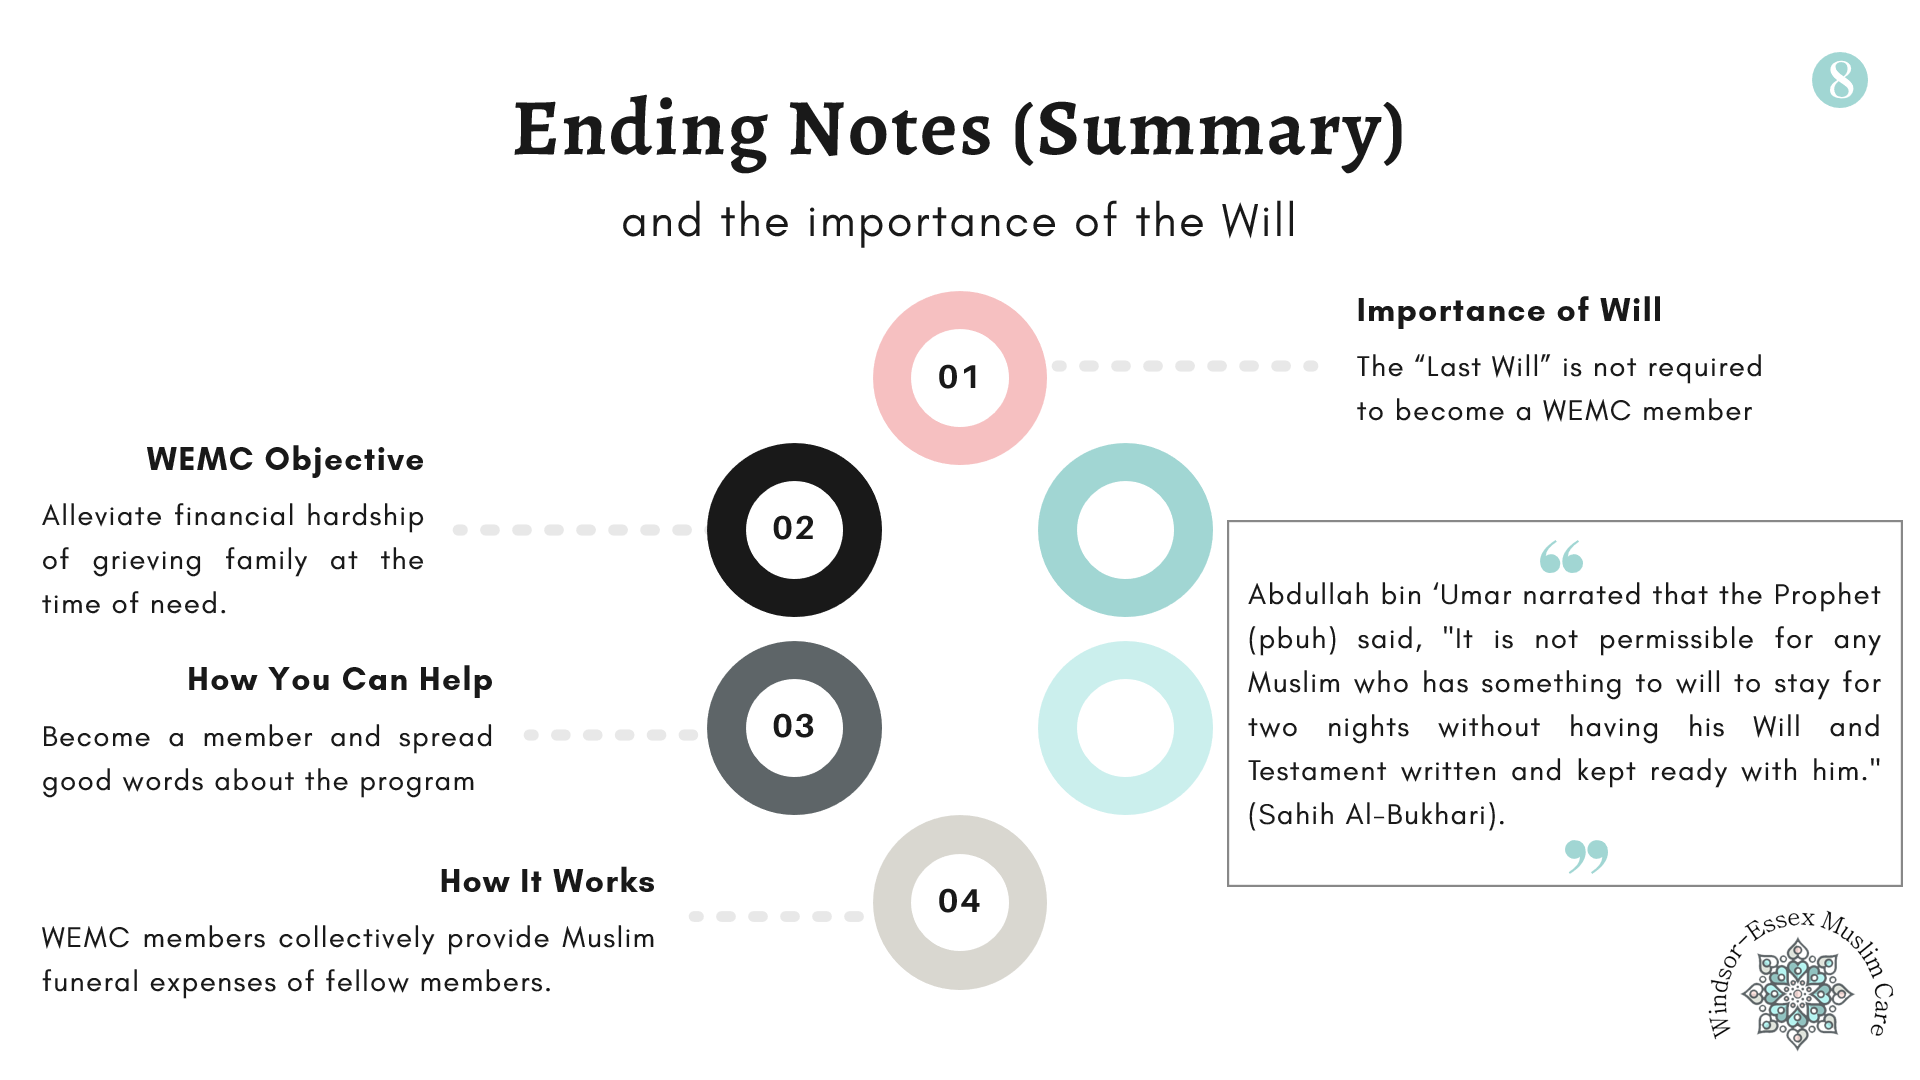 8
Ending Notes (Summary)
and the importance of the Will
01
Importance of Will
The “Last Will” is not required
to become a WEMC member
02
WEMC Objective
Alleviate financial hardship
of grieving family at the
time of need.
03
How You Can Help
Become a member and spread
good words about the program
04
How It Works
WEMC members collectively provide Muslim
funeral expenses of fellow members.
“
Abdullah bin ‘Umar narrated that the Prophet
(pbuh) said, "It is not permissible for any
Muslim who has something to will to stay for
two nights without having his Will and
Testament written and kept ready with him."
(Sahih Al-Bukhari).
”
Windsor-Essex Muslim Care